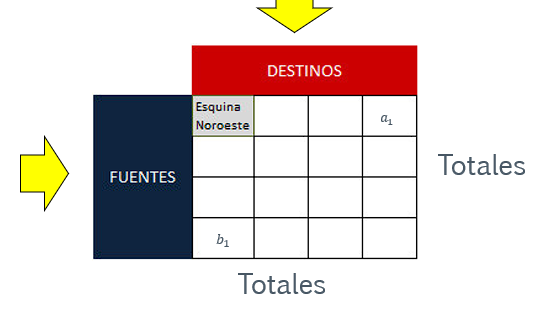 DESTINOS
Esquina
Noroeste
a₁
FUENTES
Totales
b₁
Totales